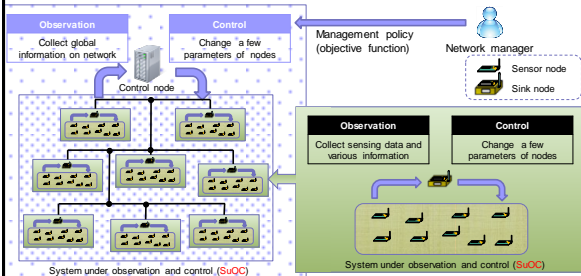 Observation
Collect global
information on network
Control
Change a few
parameters of nodes
Control node
Management policy
(objective function)
Network manager
Sensor node
Sink node
Observation
Collect sensing data and
various information
Control
Change a few
parameters of nodes
System under observation and control (SuOC)
System under observation and control (SuOC)